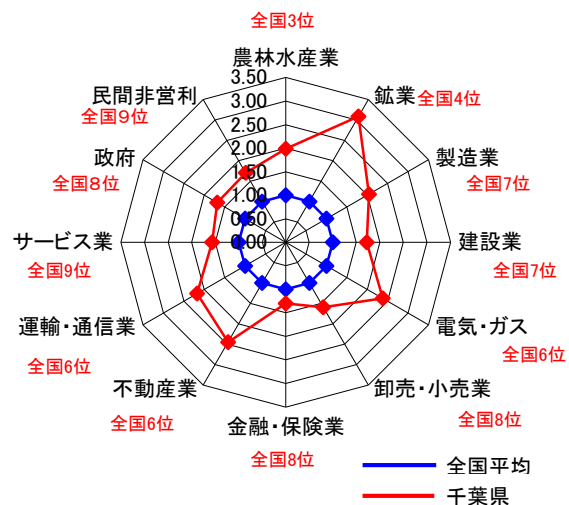 全国3位
農林水産業
鉱業
全国4位
製造業
全国7位
建設業
全国7位
電気・ガス
全国6位
卸売・小売業
全国8位
金融・保険業
全国8位
不動産業
全国6位
運輸・通信業
全国6位
サービス業
全国9位
政府
全国８位
民間非営利
全国９位
3.50
3.00
2.50
2.00
1.50
1.00
0.50
0.00
全国平均
千葉県